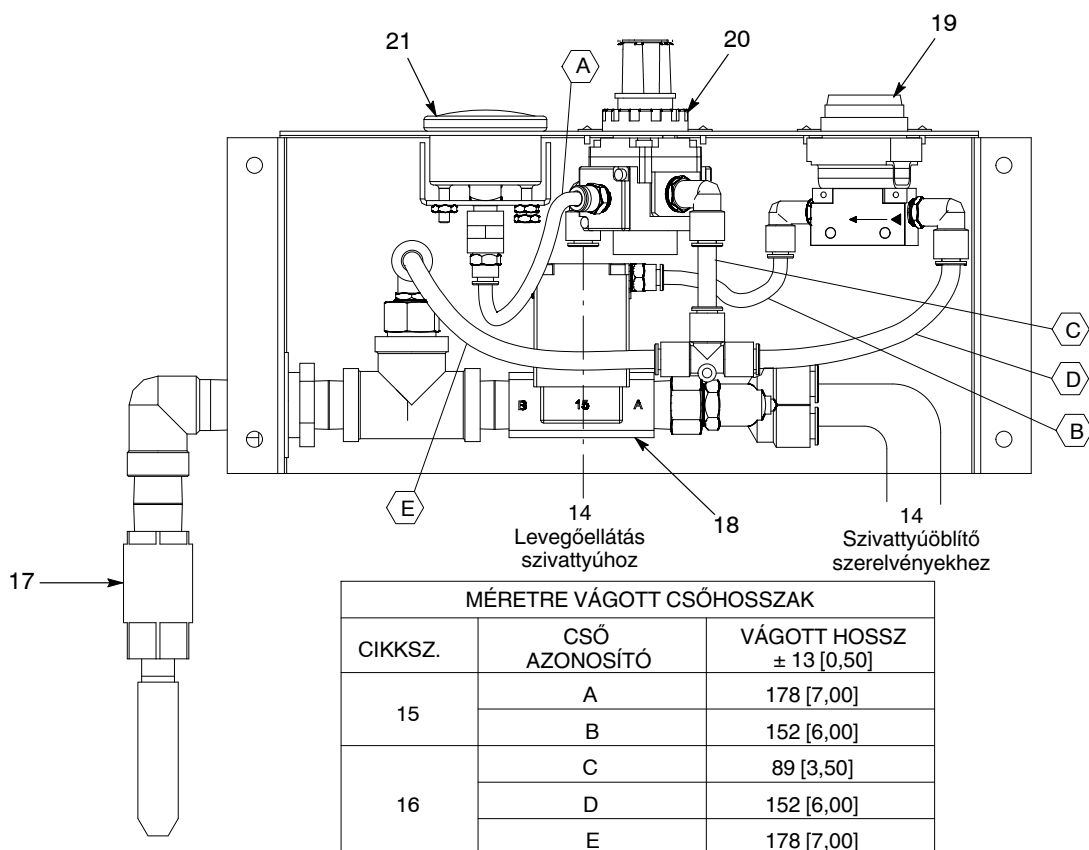 21
A
20
19
C
D
B
E
B
15
A
14
Levegőellátás
szivattyúhoz
18
14
Szivattyúöblítő
szerelvényekhez
17
MÉRETRE VÁGOTT CSŐHOSSZAK
CIKKSZ.
CSŐ
AZONOSÍTÓ
VÁGOTT HOSSZ
± 13 [0,50]
15
A
178 [7,00]
B
152 [6,00]
16
C
89 [3,50]
D
152 [6,00]
E
178 [7,00]